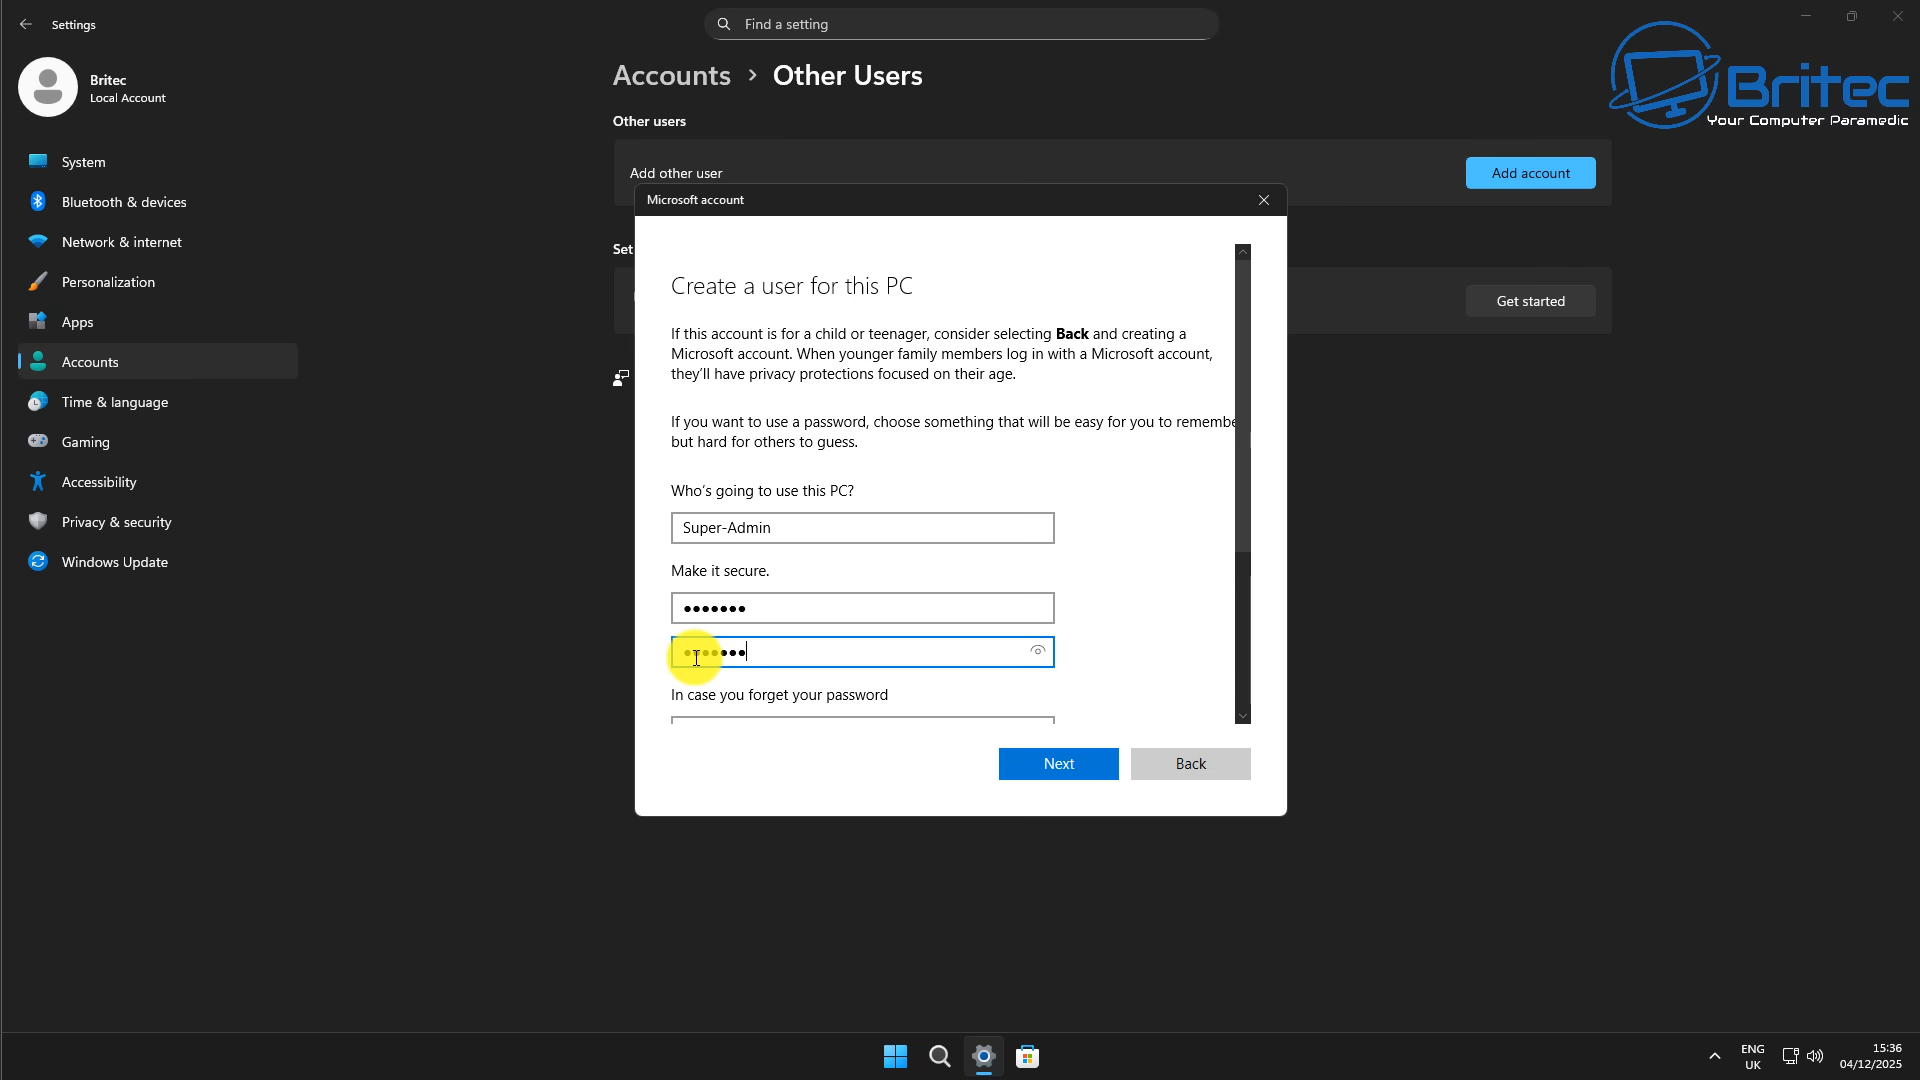 Settings
Find a setting
Britec
Local Account
Britec
Your Computer Paramedic
Accounts > Other Users
Other users
Add other user
Add account
Set
Get started
System
Bluetooth & devices
Network & internet
Personalization
Apps
Accounts
Time & language
Gaming
Accessibility
Privacy & security
Windows Update
Microsoft account
Create a user for this PC
If this account is for a child or teenager, consider selecting Back and creating a
Microsoft account. When younger family members log in with a Microsoft account,
they'll have privacy protections focused on their age.
If you want to use a password, choose something that will be easy for you to remembe
but hard for others to guess.
Who's going to use this PC?
Super-Admin
Make it secure.
In case you forget your password
Next
Back
ENG
UK
15:36
04/12/2025